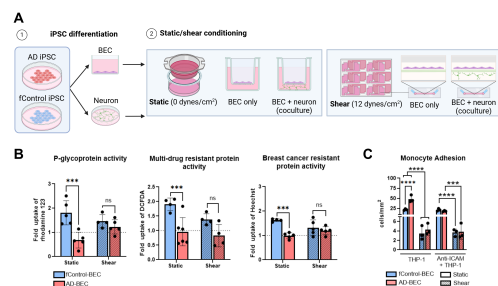 A
1 iPSC differentiation
2 Static/shear conditioning
AD iPSC
fControl iPSC
BEC
Neuron
Static (0 dynes/cm²)
BEC only
BEC + neuron
(coculture)
Shear (12 dynes/cm²)
BEC only
BEC + neuron
(coculture)
B
P-glycoprotein activity
Fold uptake of
rhodamine 123
0 1 2
*** ns
Static Shear
Multi-drug resistant protein
activity
Fold uptake of DCFDA
*** ns
Static Shear
Breast cancer resistant
protein activity
Fold uptake of Hoechst
*** ns
Static Shear
fControl-BEC
AD-BEC
C
Monocyte Adhesion
cells/mm²
****
****
****
***
THP-1
Anti-ICAM
+ THP-1
fControl-BEC
AD-BEC
Static
Shear